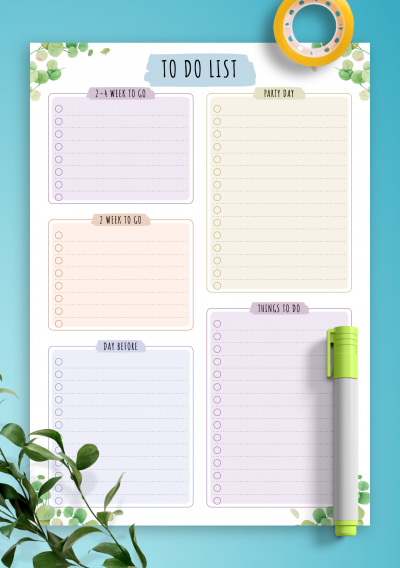 TO DO LIST
2-4 WEEK TO GO
PARTY DAY
2 WEEK TO GO
THINGS TO DO
DAY BEFORE